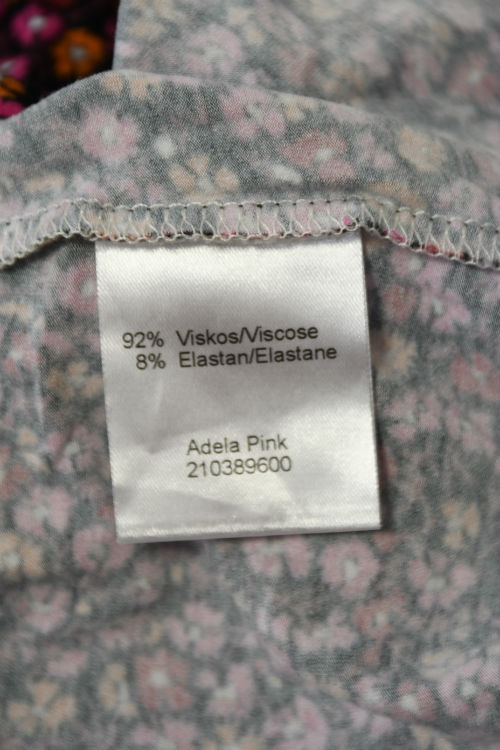 92% Viskos/Viscose
8% Elastan/Elastane
Adela Pink
210389600